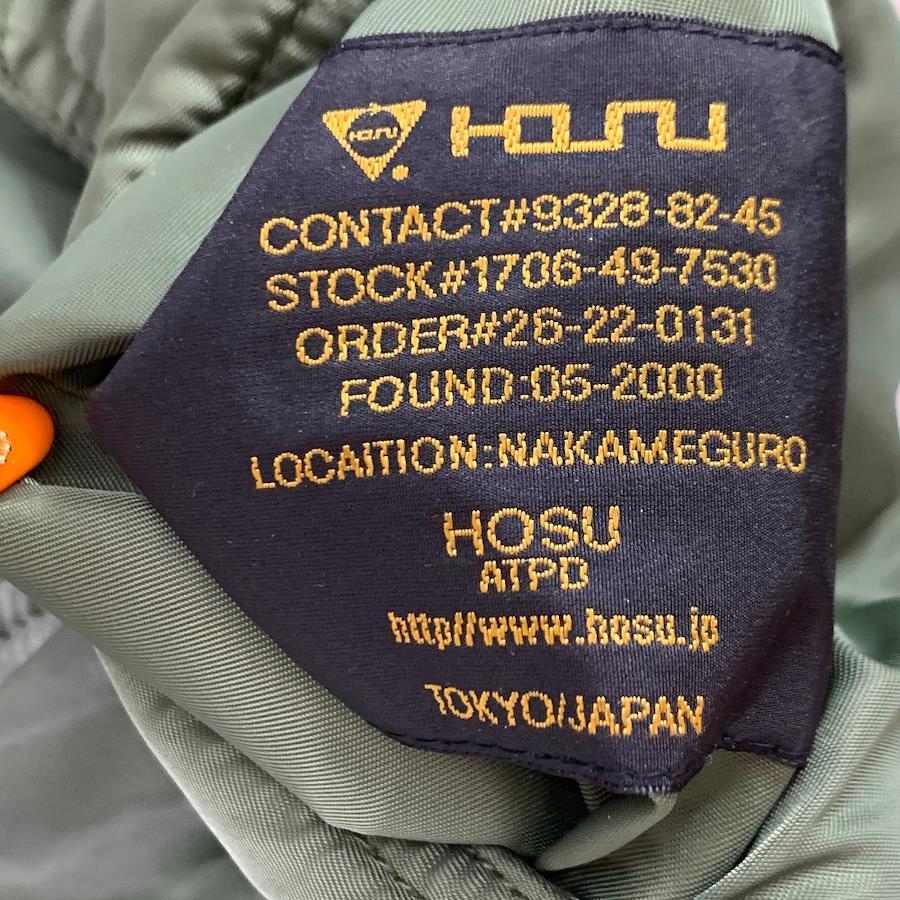 HOSU HOSU
CONTACT#9328-82-45
STOCK#1706-49-7530
ORDER#26-22-0131
FOUND:05-2000
LOCAITION:NAKAMEGURO
HOSU
ATPD
http//www.hosu.jp
TOKYO/JAPAN